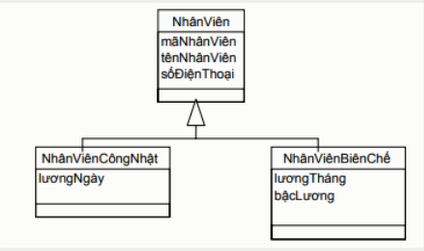 NhânViên
mãNhânViên
tênNhânViên
sốĐiệnThoại
NhânViênCôngNhật
lươngNgày
NhânViênBiênChế
lươngTháng
bậcLương